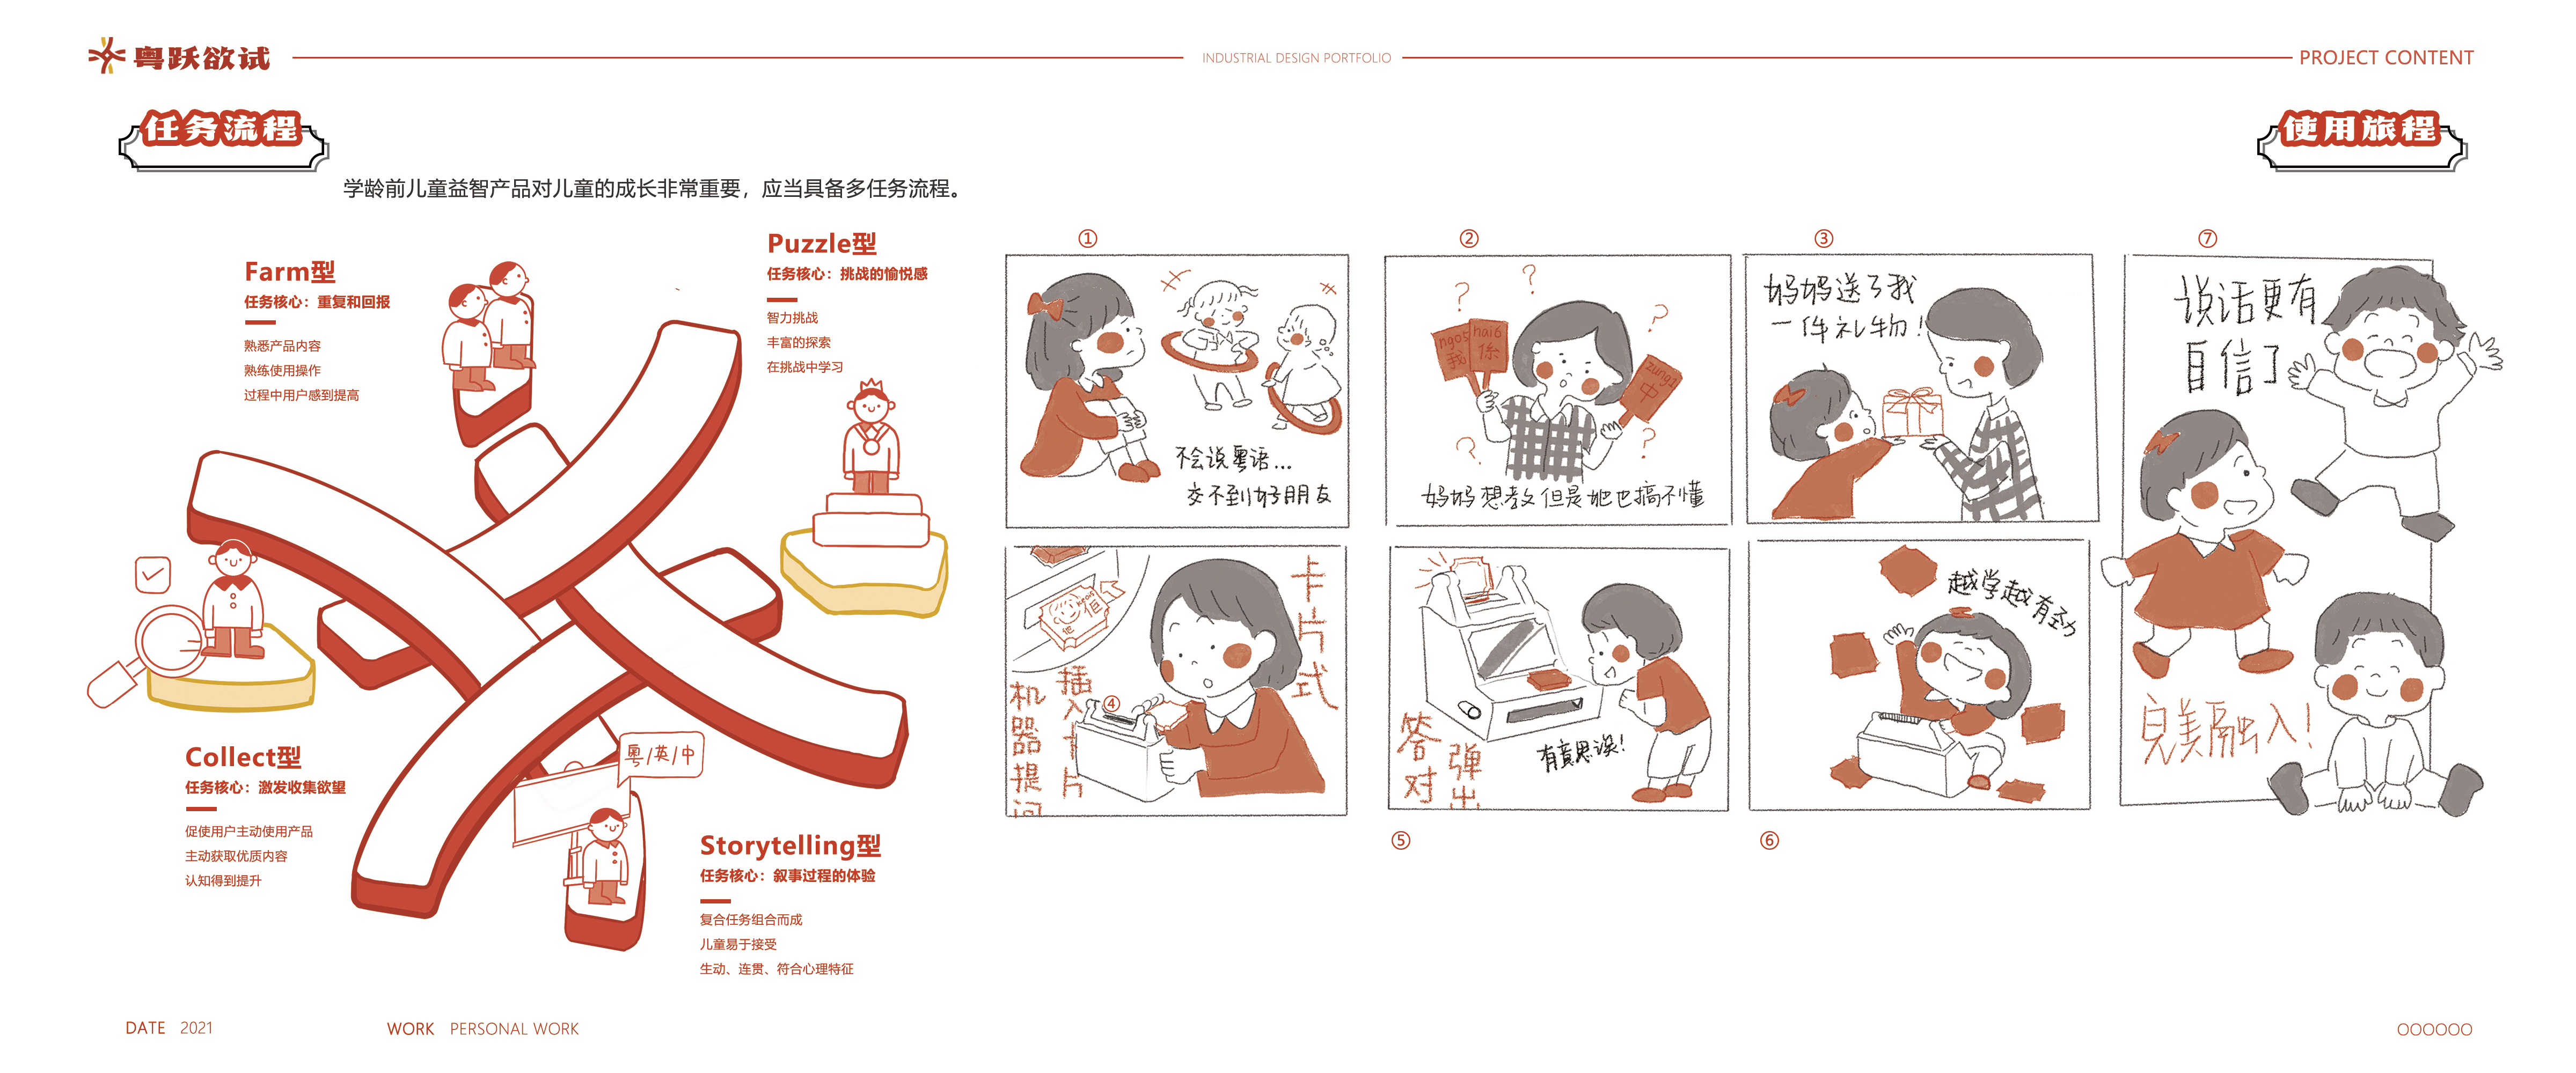 粤跃欲试
INDUSTRIAL DESIGN PORTFOLIO
PROJECT CONTENT
任务流程
使用旅程
学龄前儿童益智产品对儿童的成长非常重要，应当具备多任务流程。
Farm型
任务核心：重复和回报
熟悉产品内容
熟练使用操作
过程中用户感到提高
Puzzle型
任务核心：挑战的愉悦感
智力挑战
丰富的探索
在挑战中学习
Collect型
任务核心：激发收集欲望
促使用户主动使用产品
主动获取优质内容
认知得到提升
粤/英/中
Storytelling型
任务核心：叙事过程的体验
复合任务组合而成
儿童易于接受
生动、连贯、符合心理特征
①
不会说粤语...
交不到好朋友
②
? ? ? ? ?
ngo5
我
hai6
係
zung1
中
妈妈想教但是她也搞不懂
③
妈妈送了我
一件礼物！
④
卡片式
插入卡片
机器提问
佢
他
⑤
答对
弹出
有意思诶!
⑥
越学越有劲
⑦
说话更有
自信了
完美融入!
DATE 2021
WORK PERSONAL WORK
OOOOOO